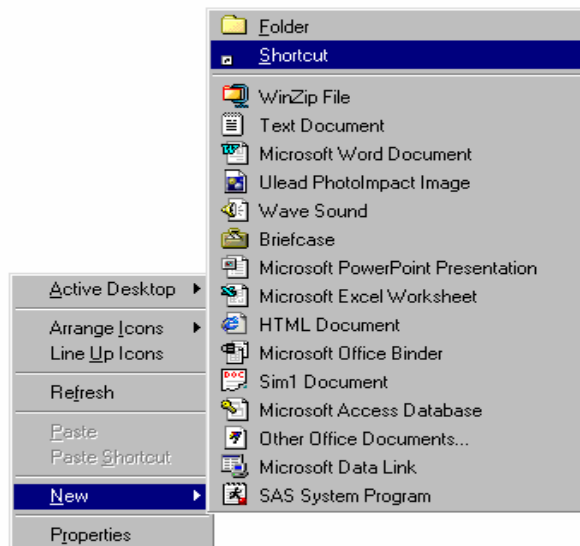 Folder
Shortcut
WinZip File
Text Document
Microsoft Word Document
Ulead PhotoImpact Image
Wave Sound
Briefcase
Microsoft PowerPoint Presentation
Microsoft Excel Worksheet
HTML Document
Microsoft Office Binder
Sim1 Document
Microsoft Access Database
Other Office Documents...
Microsoft Data Link
SAS System Program
Active Desktop
Arrange Icons
Line Up Icons
Refresh
Paste
Paste Shortcut
New
Properties